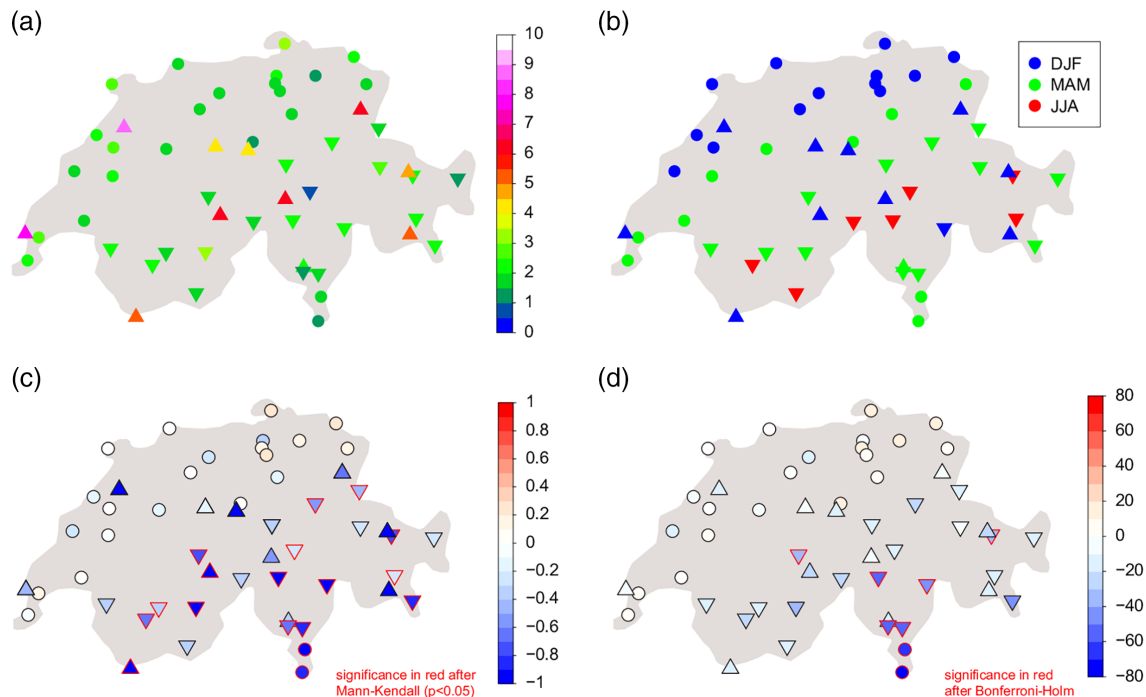 (a)
10
9
8
7
6
5
4
3
2
1
0
(b)
DJF
MAM
JJA
(c)
1
0.8
0.6
0.4
0.2
0
−0.2
−0.4
−0.6
−0.8
−1
significance in red after
Mann-Kendall (p<0.05)
(d)
80
60
40
20
0
−20
−40
−60
−80
significance in red
after Bonferroni-Holm